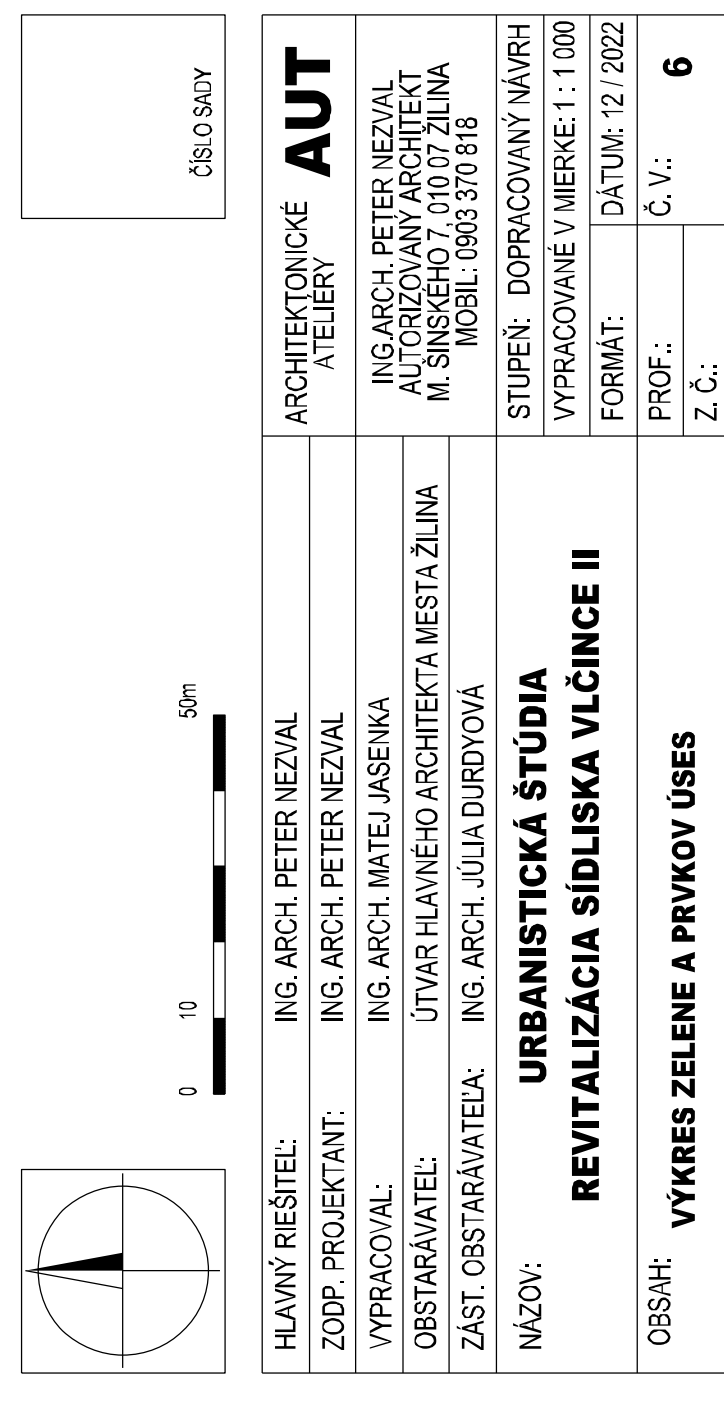 ČÍSLO SADY
0 10 50m
HLAVNÝ RIEŠITEĽ: ING. ARCH. PETER NEZVAL
ZODP. PROJEKTANT: ING. ARCH. PETER NEZVAL
VYPRACOVAL: ING. ARCH. MATEJ JASENKA
OBSTARÁVATEĽ: ÚTVAR HLAVNÉHO ARCHITEKTA MESTA ŽILINA
ZÁST. OBSTARÁVATEĽA: ING. ARCH. JÚLIA DURDYOVÁ
ARCHITEKTONICKÉ
ATELIÉRY
AUT
ING.ARCH. PETER NEZVAL
AUTORIZOVANÝ ARCHITEKT
M. ŠINSKÉHO 7, 010 07 ŽILINA
MOBIL: 0903 370 818
NÁZOV:
URBANISTICKÁ ŠTÚDIA
REVITALIZÁCIA SÍDLISKA VLČINCE II
STUPEŇ: DOPRACOVANÝ NÁVRH
VYPRACOVANÉ V MIERKE: 1 : 1 000
FORMÁT: DÁTUM: 12 / 2022
OBSAH:
VÝKRES ZELENE A PRVKOV ÚSES
PROF.: Č. V.: 6
Z. Č.: